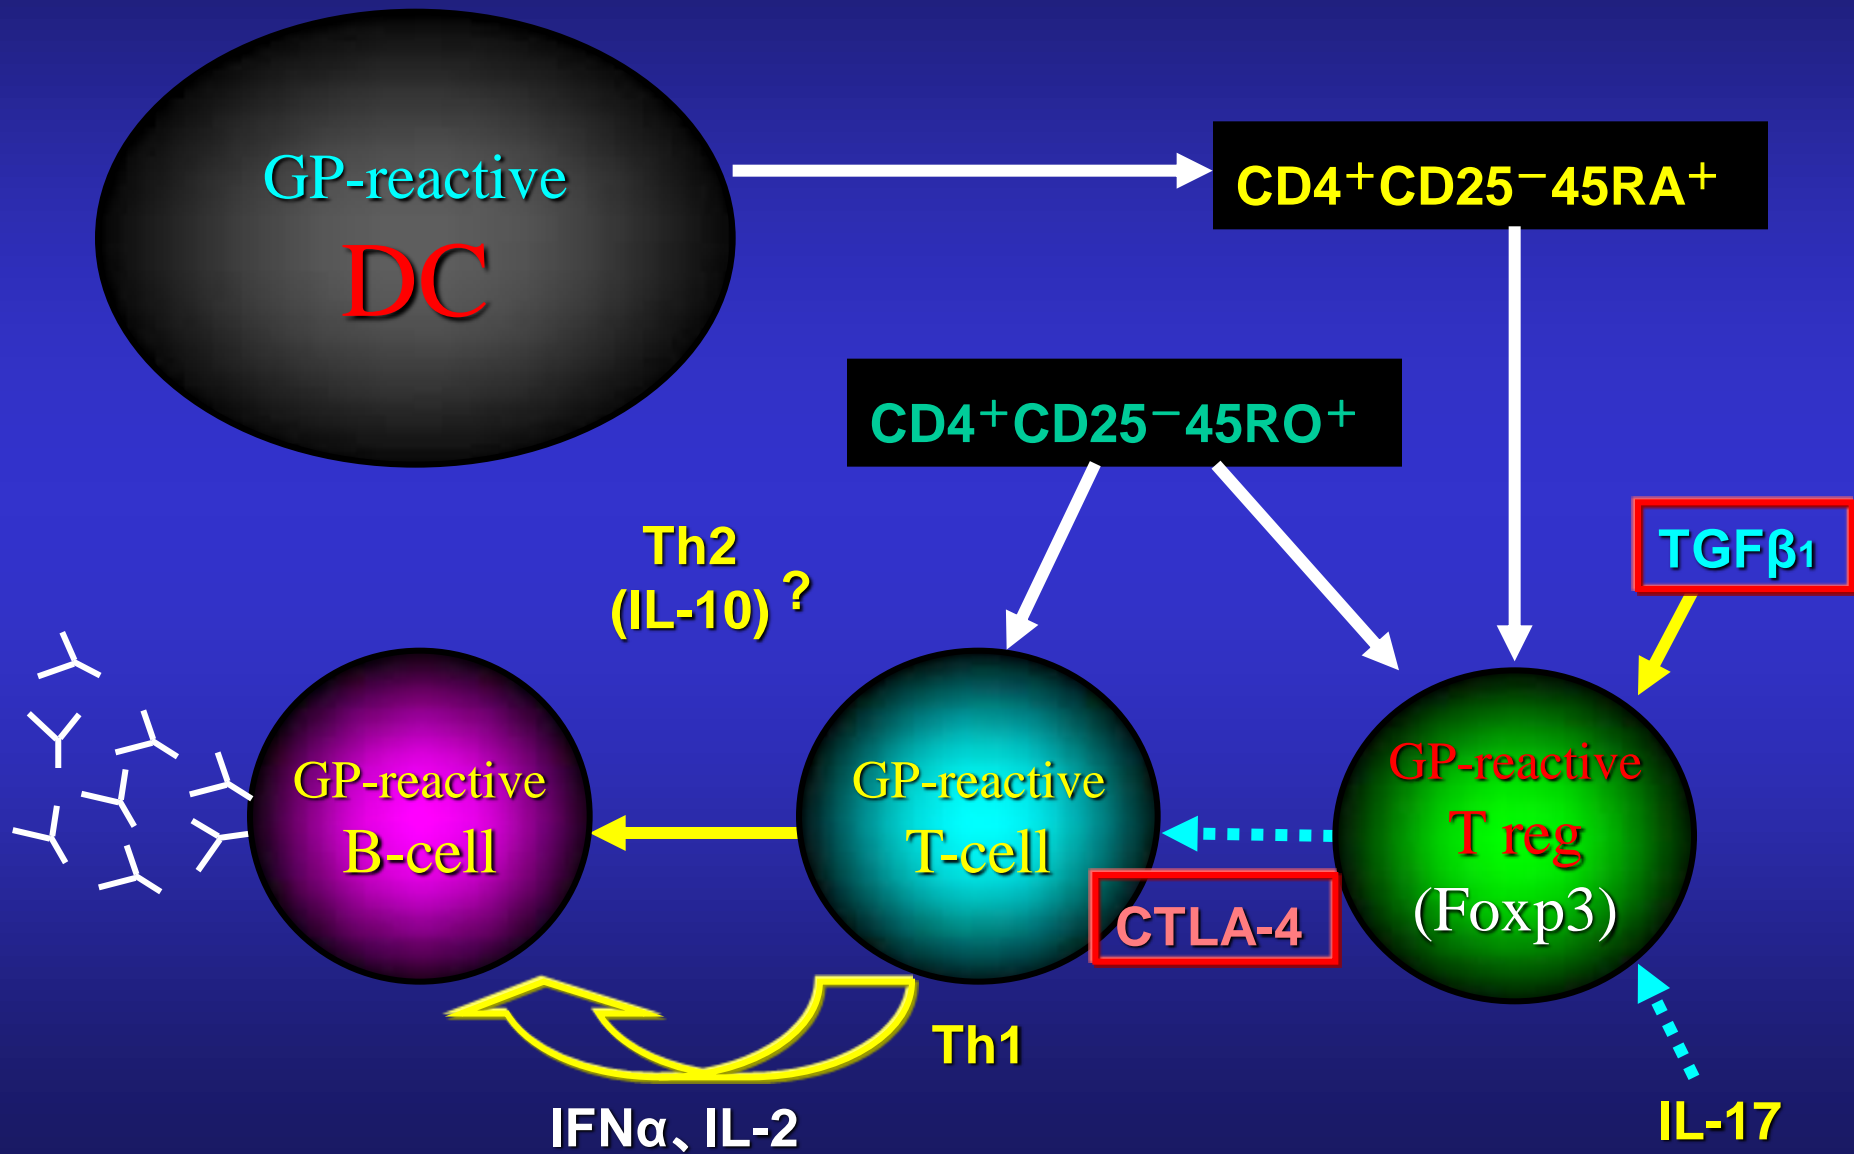 GP-reactive
DC
CD4⁺CD25⁻45RA⁺
CD4⁺CD25⁻45RO⁺
Th2
(IL-10) ?
TGFβ₁
GP-reactive
B-cell
GP-reactive
T-cell
GP-reactive
T reg
(Foxp3)
CTLA-4
Th1
IFNα、IL-2
IL-17